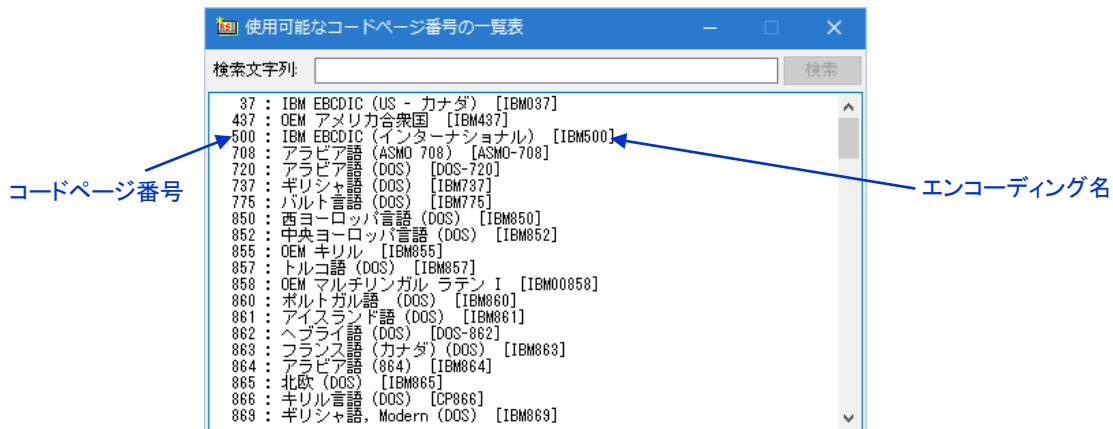 使用可能なコードページ番号の一覧表
検索文字列: 検索
37 : IBM EBCDIC (US - カナダ) [IBM037]
437 : OEM アメリカ合衆国 [IBM437]
500 : IBM EBCDIC (インターナショナル) [IBM500]
708 : アラビア語 (ASMO 708) [ASMO-708]
720 : アラビア語 (DOS) [DOS-720]
737 : ギリシャ語 (DOS) [IBM737]
775 : バルト言語 (DOS) [IBM775]
850 : 西ヨーロッパ言語 (DOS) [IBM850]
852 : 中央ヨーロッパ言語 (DOS) [IBM852]
855 : OEM キリル [IBM855]
857 : トルコ語 (DOS) [IBM857]
858 : OEM マルチリンガル ラテン I [IBM00858]
860 : ポルトガル語 (DOS) [IBM860]
861 : アイスランド語 (DOS) [IBM861]
862 : ヘブライ語 (DOS) [DOS-862]
863 : フランス語 (カナダ) (DOS) [IBM863]
864 : アラビア語 (864) [IBM864]
865 : 北欧 (DOS) [IBM865]
866 : キリル言語 (DOS) [CP866]
869 : ギリシャ語, Modern (DOS) [IBM869]
コードページ番号
エンコーディング名